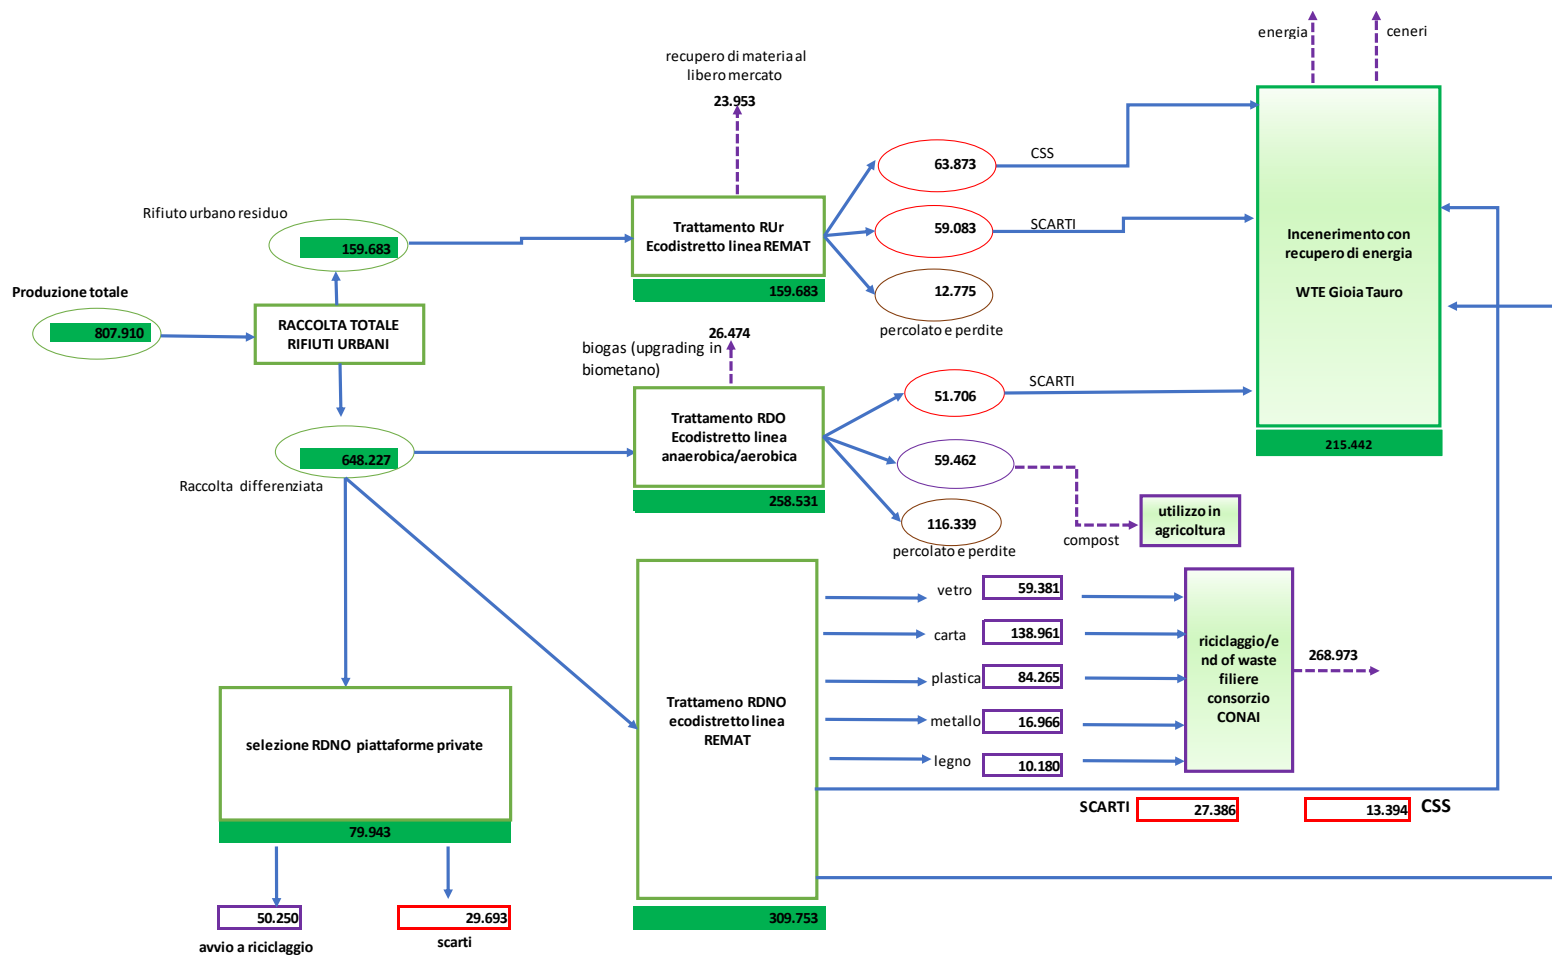 energia
ceneri
recupero di materia al
libero mercato
23.953
63.873
CSS
Rifiuto urbano residuo
159.683
Trattamento RUr
Ecodistretto linea REMAT
159.683
59.083
SCARTI
12.775
percolato e perdite
Incenerimento con
recupero di energia
WTE Gioia Tauro
215.442
Produzione totale
807.910
RACCOLTA TOTALE
RIFIUTI URBANI
26.474
biogas (upgrading in
biometano)
Trattamento RDO
Ecodistretto linea
anaerobica/aerobica
258.531
51.706
SCARTI
59.462
116.339
percolato e perdite
compost
utilizzo in
agricoltura
648.227
Raccolta differenziata
selezione RDNO piattaforme private
79.943
50.250
avvio a riciclaggio
29.693
scarti
Trattameno RDNO
ecodistretto linea
REMAT
309.753
vetro
59.381
carta
138.961
plastica
84.265
metallo
16.966
legno
10.180
riciclaggio/e
nd of waste
filiere
consorzio
CONAI
268.973
SCARTI
27.386
13.394
CSS